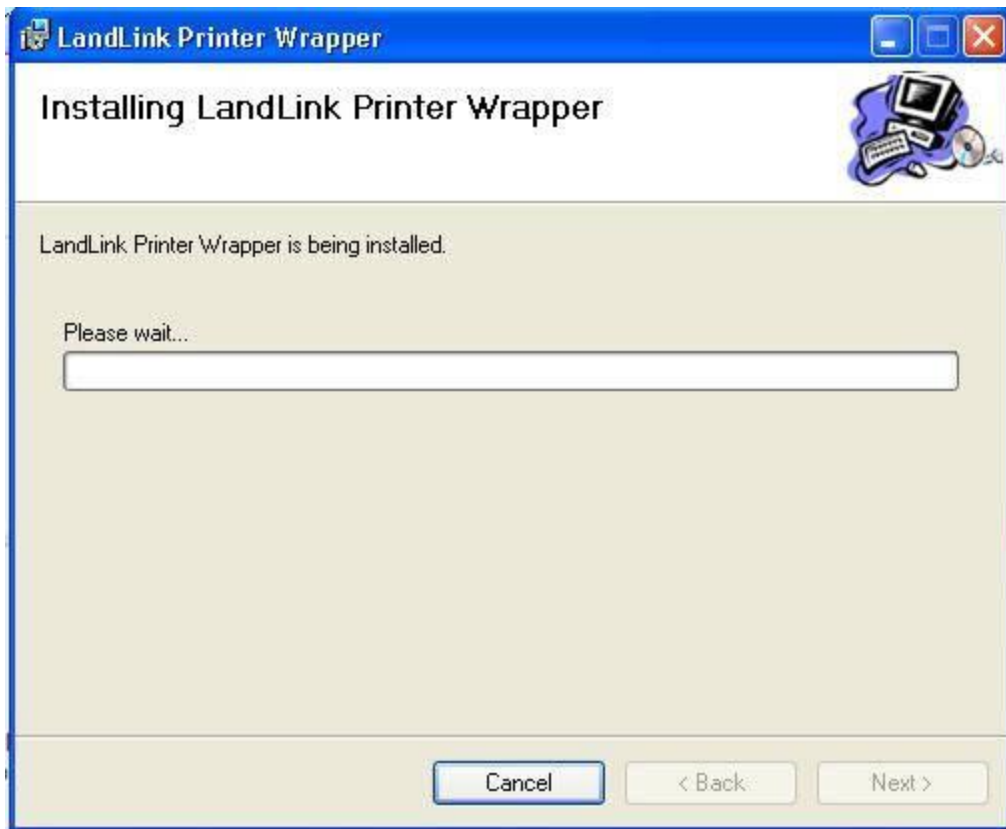 LandLink Printer Wrapper
Installing LandLink Printer Wrapper
LandLink Printer Wrapper is being installed.
Please wait...
Cancel
< Back
Next >